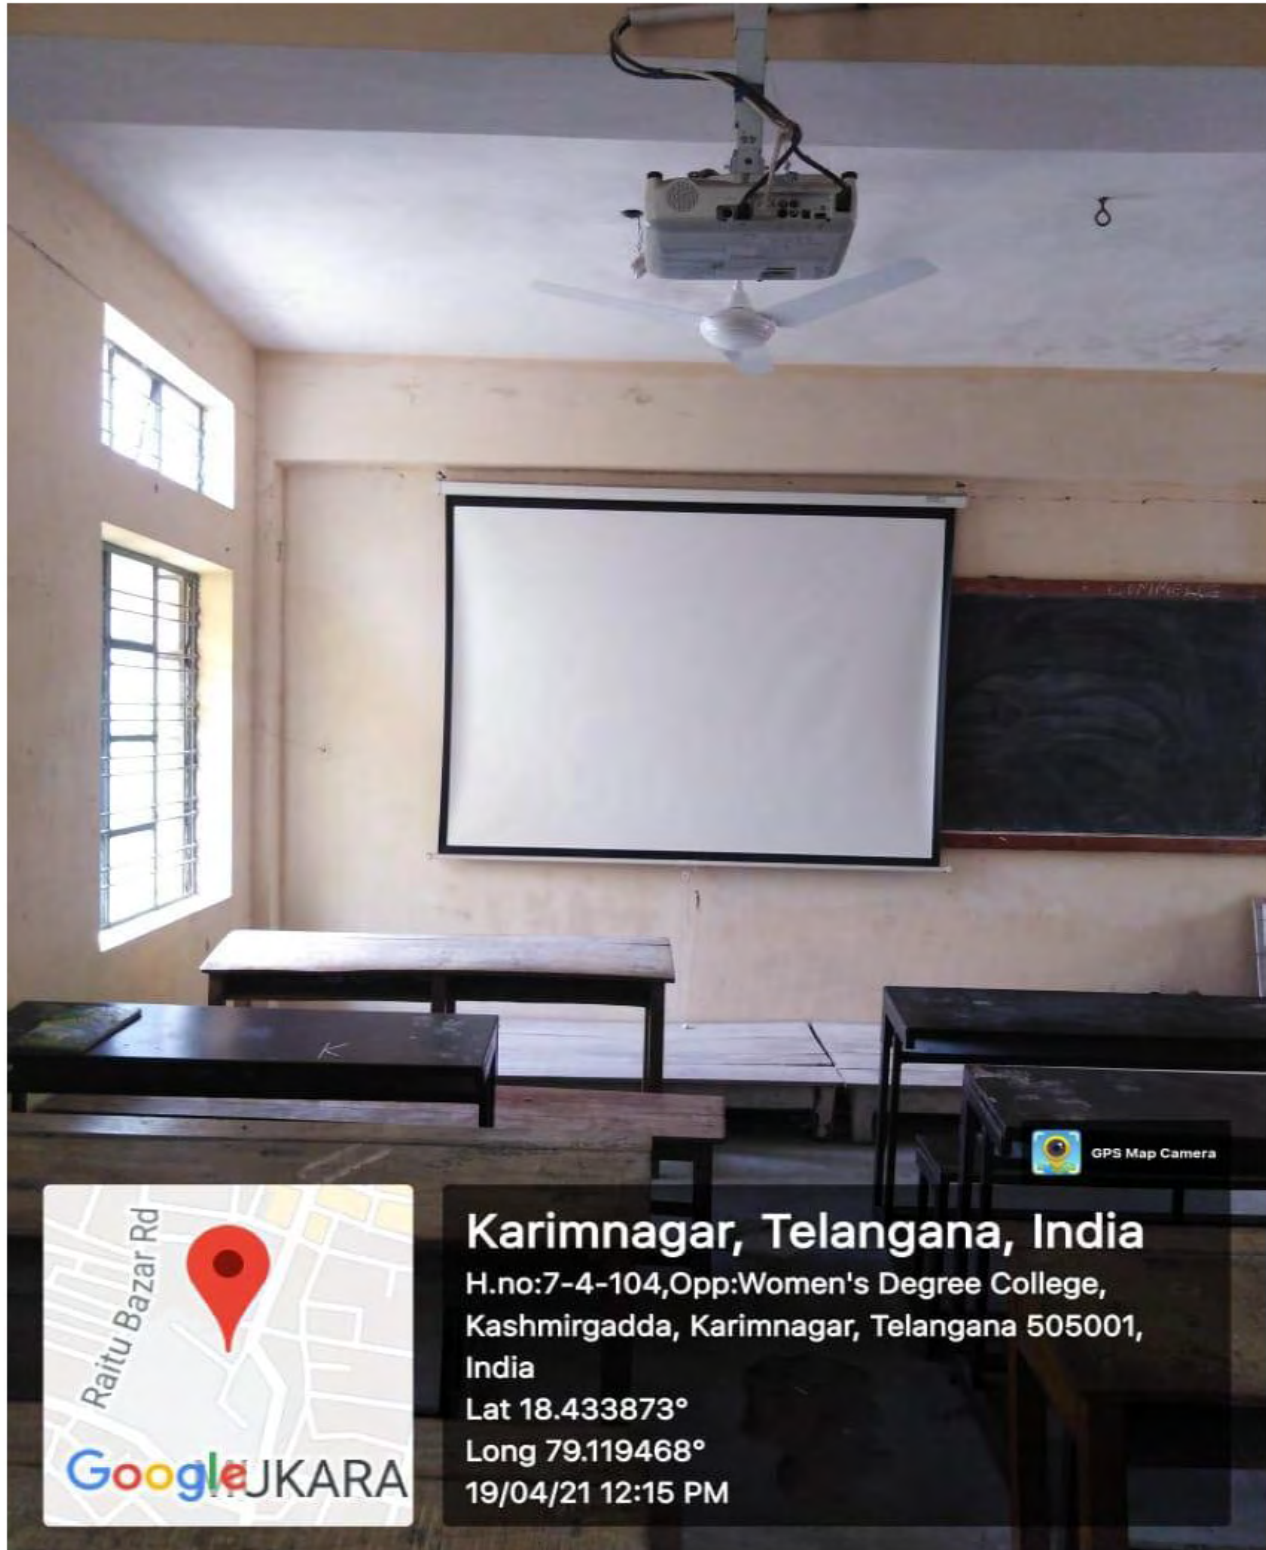 COMMERCE
K
GPS Map Camera
Karimnagar, Telangana, India
H.no:7-4-104,Opp:Women's Degree College,
Kashmirgadda, Karimnagar, Telangana 505001,
India
Lat 18.433873°
Long 79.119468°
19/04/21 12:15 PM
Raitu Bazar Rd
Google
UKARA